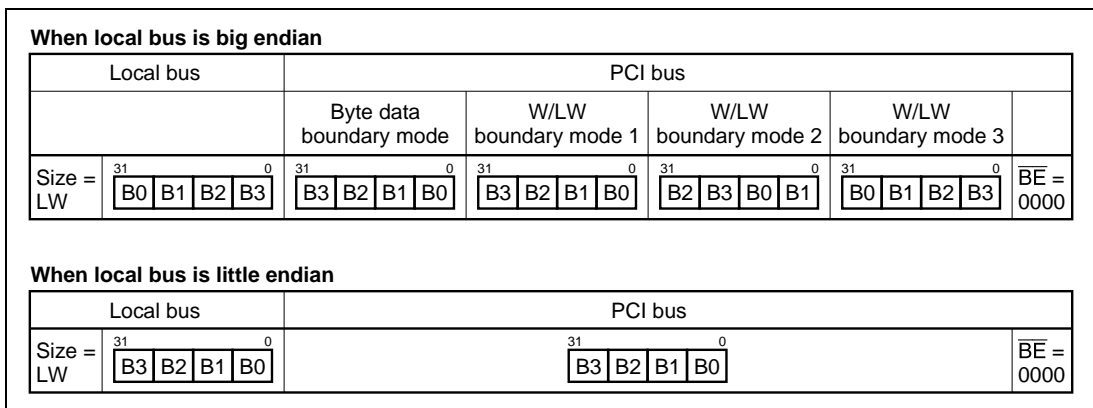 When local bus is big endian
Local bus PCI bus
Byte data boundary mode W/LW boundary mode 1 W/LW boundary mode 2 W/LW boundary mode 3
Size = LW 31 0 B0 B1 B2 B3 31 0 B3 B2 B1 B0 31 0 B3 B2 B1 B0 31 0 B2 B3 B0 B1 31 0 B0 B1 B2 B3 BE = 0000
When local bus is little endian
Local bus PCI bus
Size = LW 31 0 B3 B2 B1 B0 31 0 B3 B2 B1 B0 BE = 0000